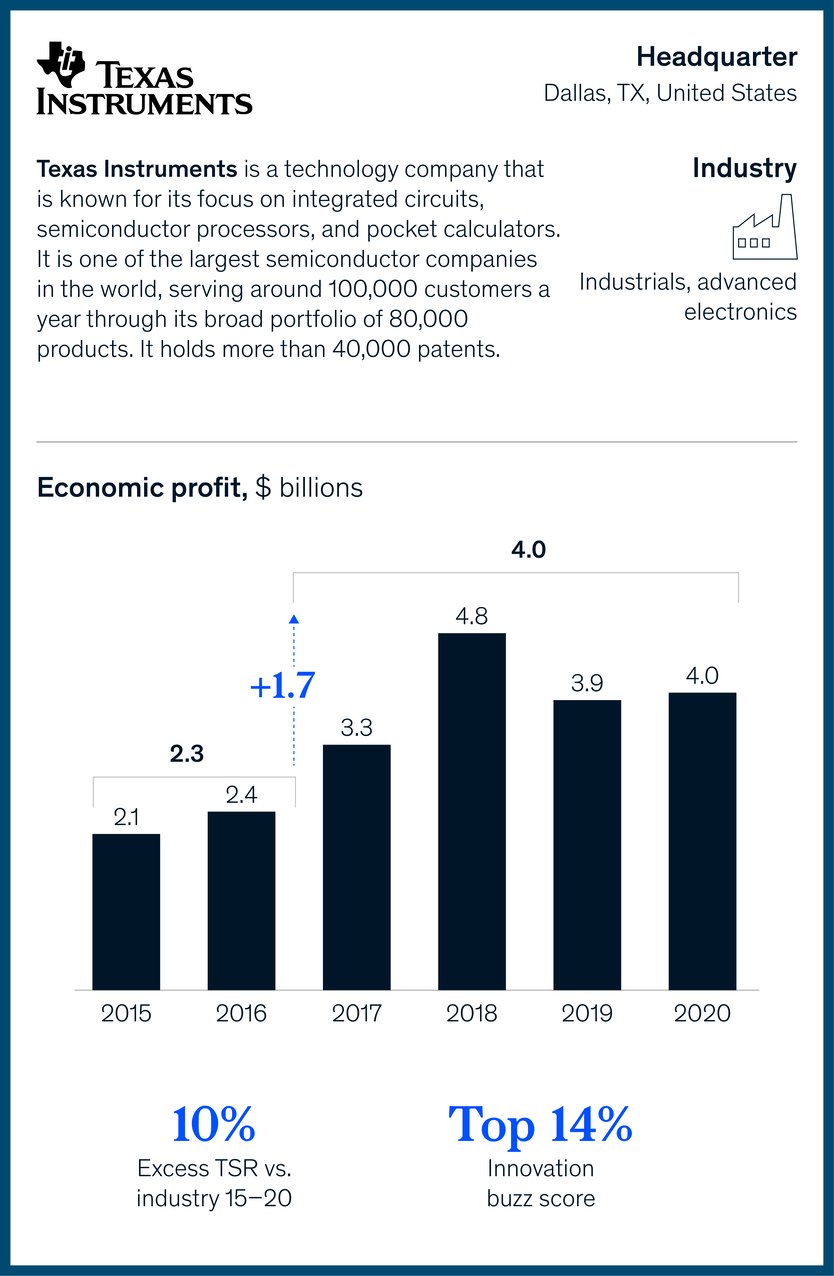 TEXAS
INSTRUMENTS
Headquarter
Dallas, TX, United States
Texas Instruments is a technology company that
is known for its focus on integrated circuits,
semiconductor processors, and pocket calculators.
It is one of the largest semiconductor companies
in the world, serving around 100,000 customers a
year through its broad portfolio of 80,000
products. It holds more than 40,000 patents.
Industry
Industrials, advanced
electronics
Economic profit, $ billions
4.0
4.8
+1.7
3.9
4.0
3.3
2.3
2.4
2.1
2015 2016 2017 2018 2019 2020
10%
Excess TSR vs.
industry 15–20
Top 14%
Innovation
buzz score